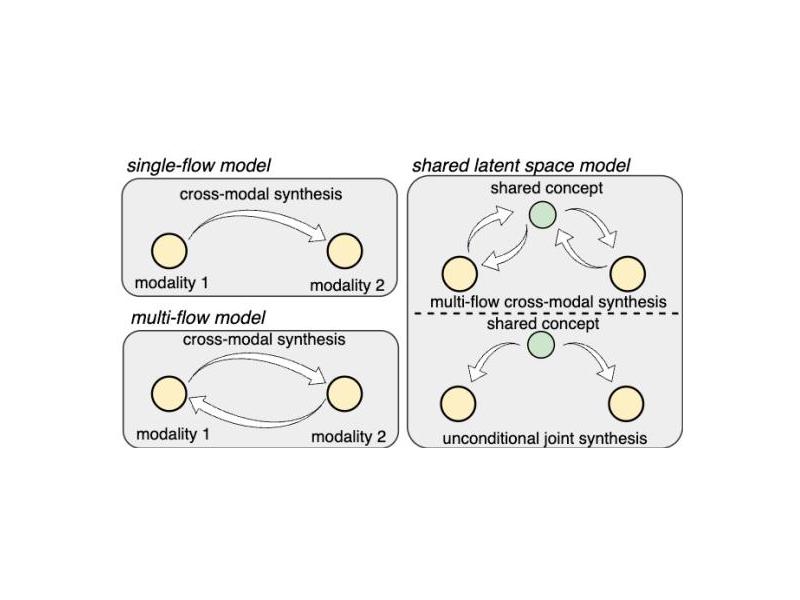 single-flow model
cross-modal synthesis
modality 1
modality 2
multi-flow model
cross-modal synthesis
modality 1
modality 2
shared latent space model
shared concept
multi-flow cross-modal synthesis
shared concept
unconditional joint synthesis